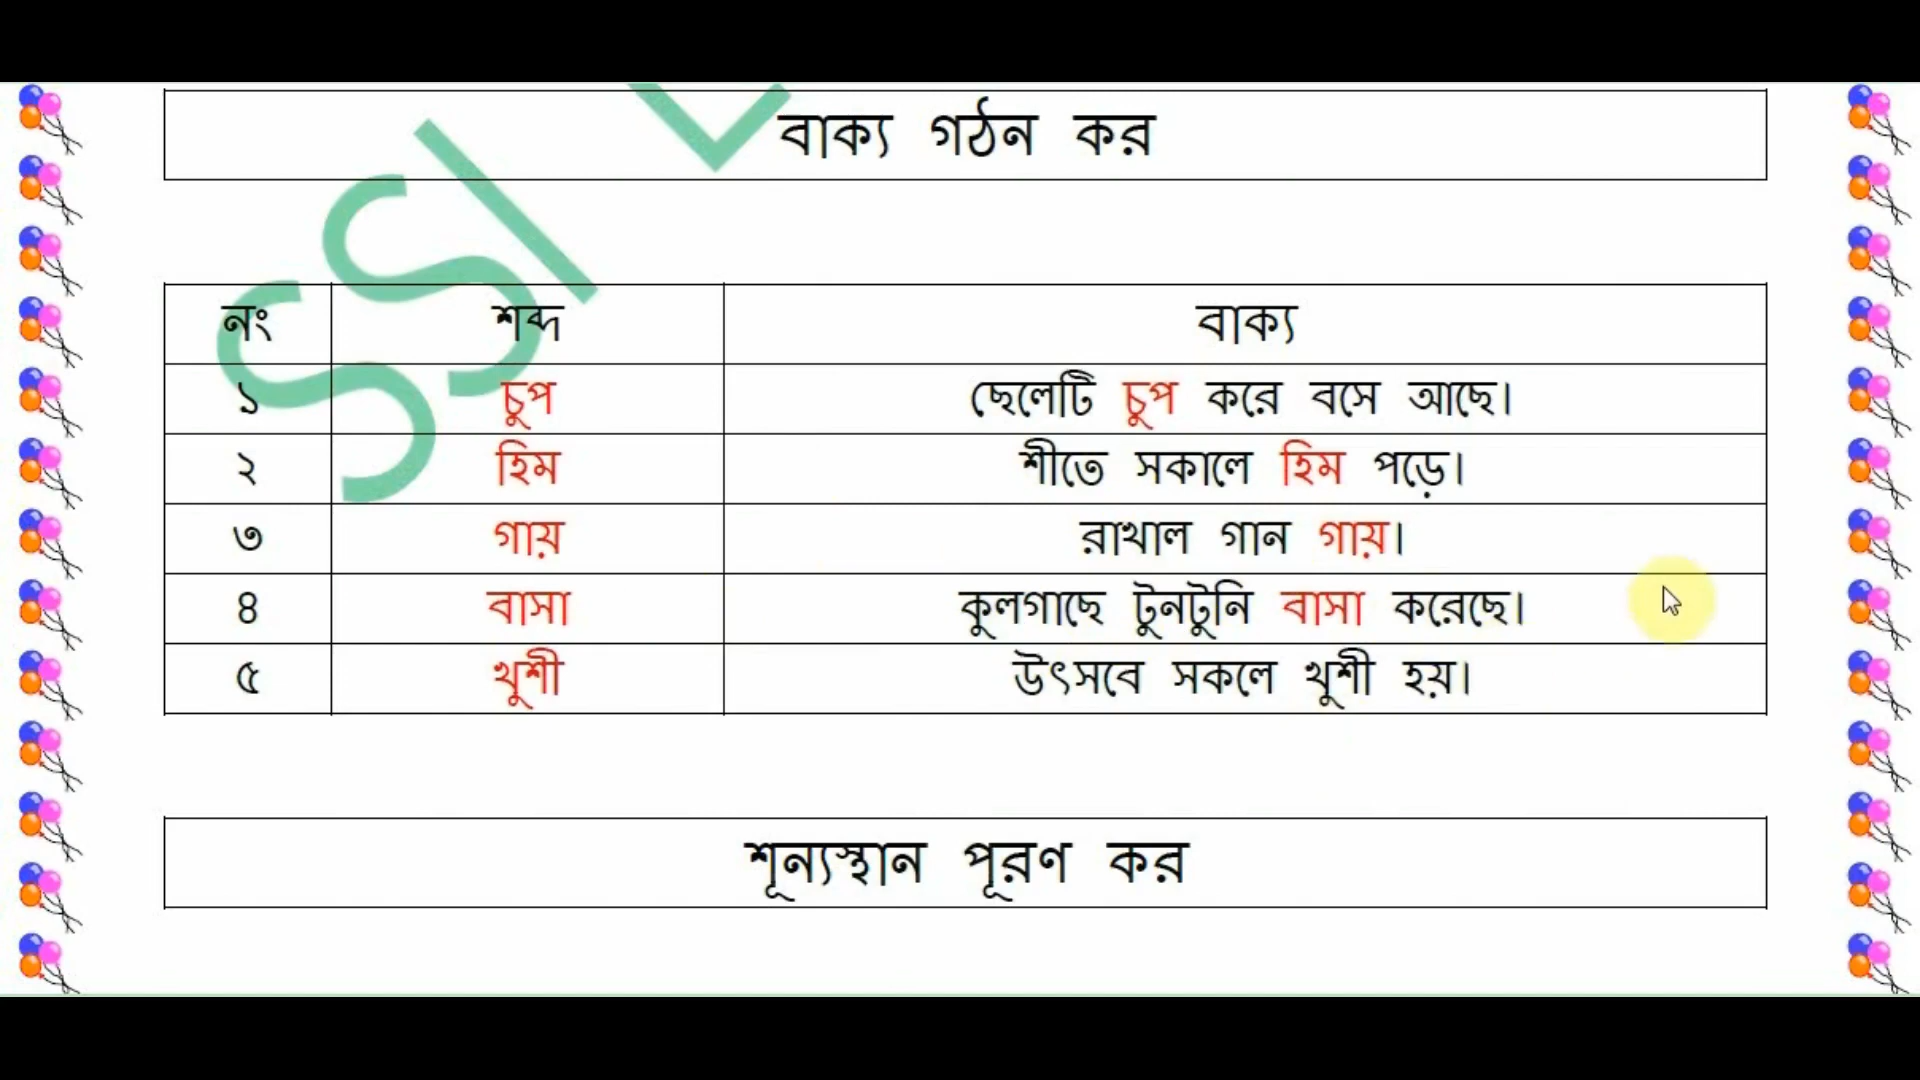 বাক্য গঠন কর
নং শব্দ বাক্য
১ চুপ ছেলেটি চুপ করে বসে আছে।
২ হিম শীতে সকালে হিম পড়ে।
৩ গায় রাখাল গান গায়।
৪ বাসা কুলগাছে টুনটুনি বাসা করেছে।
৫ খুশী উৎসবে সকলে খুশী হয়।
শূন্যস্থান পূরণ কর
SSI